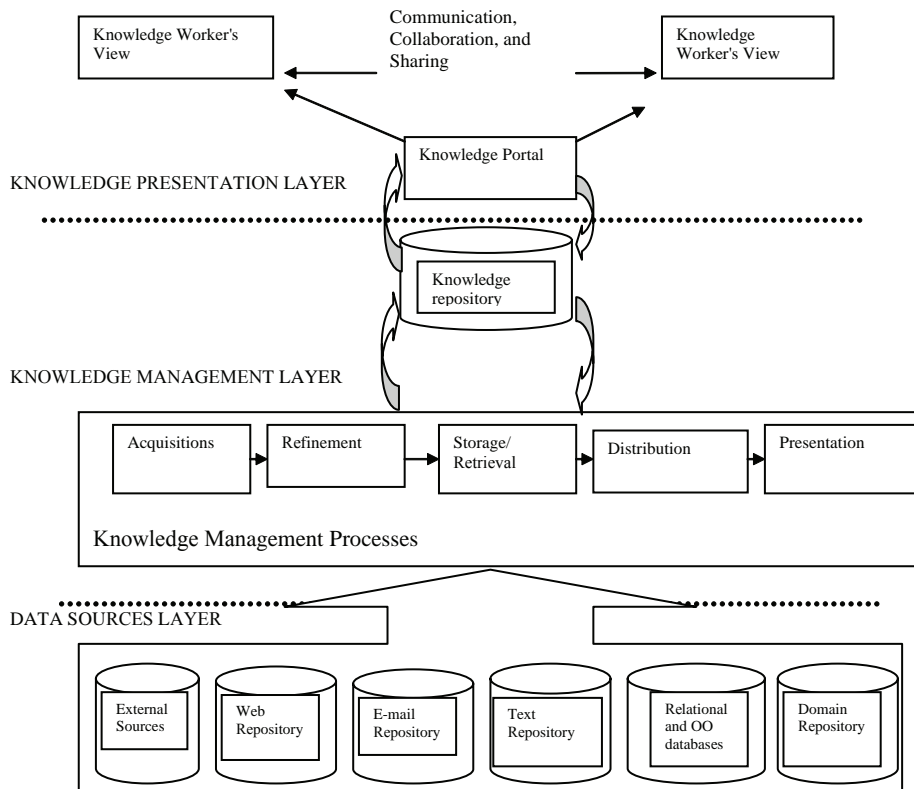 Knowledge Worker's
View
Communication,
Collaboration, and
Sharing
Knowledge
Worker's View
Knowledge Portal
KNOWLEDGE PRESENTATION LAYER
Knowledge
repository
KNOWLEDGE MANAGEMENT LAYER
Acquisitions
Refinement
Storage/
Retrieval
Distribution
Presentation
Knowledge Management Processes
DATA SOURCES LAYER
External
Sources
Web
Repository
E-mail
Repository
Text
Repository
Relational
and OO
databases
Domain
Repository